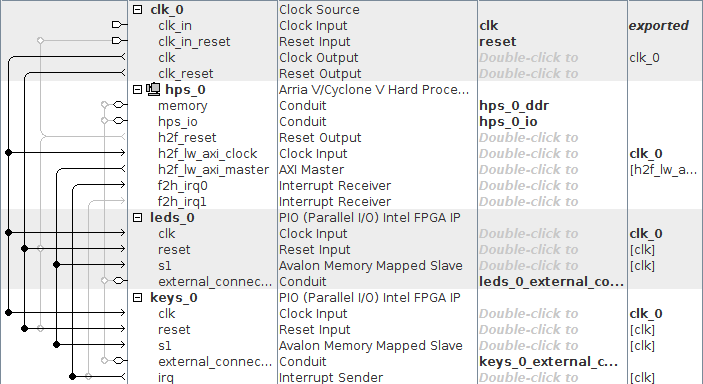 clk_0 Clock Source
clk_in Clock Input clk exported
clk_in_reset Reset Input reset
clk Clock Output Double-click to clk_0
clk_reset Reset Output Double-click to
hps_0 Arria V/Cyclone V Hard Proce...
memory Conduit hps_0_ddr
hps_io Conduit hps_0_io
h2f_reset Reset Output Double-click to
h2f_lw_axi_clock Clock Input Double-click to clk_0
h2f_lw_axi_master AXI Master Double-click to [h2f_lw_a...
f2h_irq0 Interrupt Receiver Double-click to
f2h_irq1 Interrupt Receiver Double-click to
leds_0 PIO (Parallel I/O) Intel FPGA IP
clk Clock Input Double-click to clk_0
reset Reset Input Double-click to [clk]
s1 Avalon Memory Mapped Slave Double-click to [clk]
external_connec... Conduit leds_0_external_co...
keys_0 PIO (Parallel I/O) Intel FPGA IP
clk Clock Input Double-click to clk_0
reset Reset Input Double-click to [clk]
s1 Avalon Memory Mapped Slave Double-click to [clk]
external_connec... Conduit keys_0_external_c...
irq Interrupt Sender Double-click to [clk]